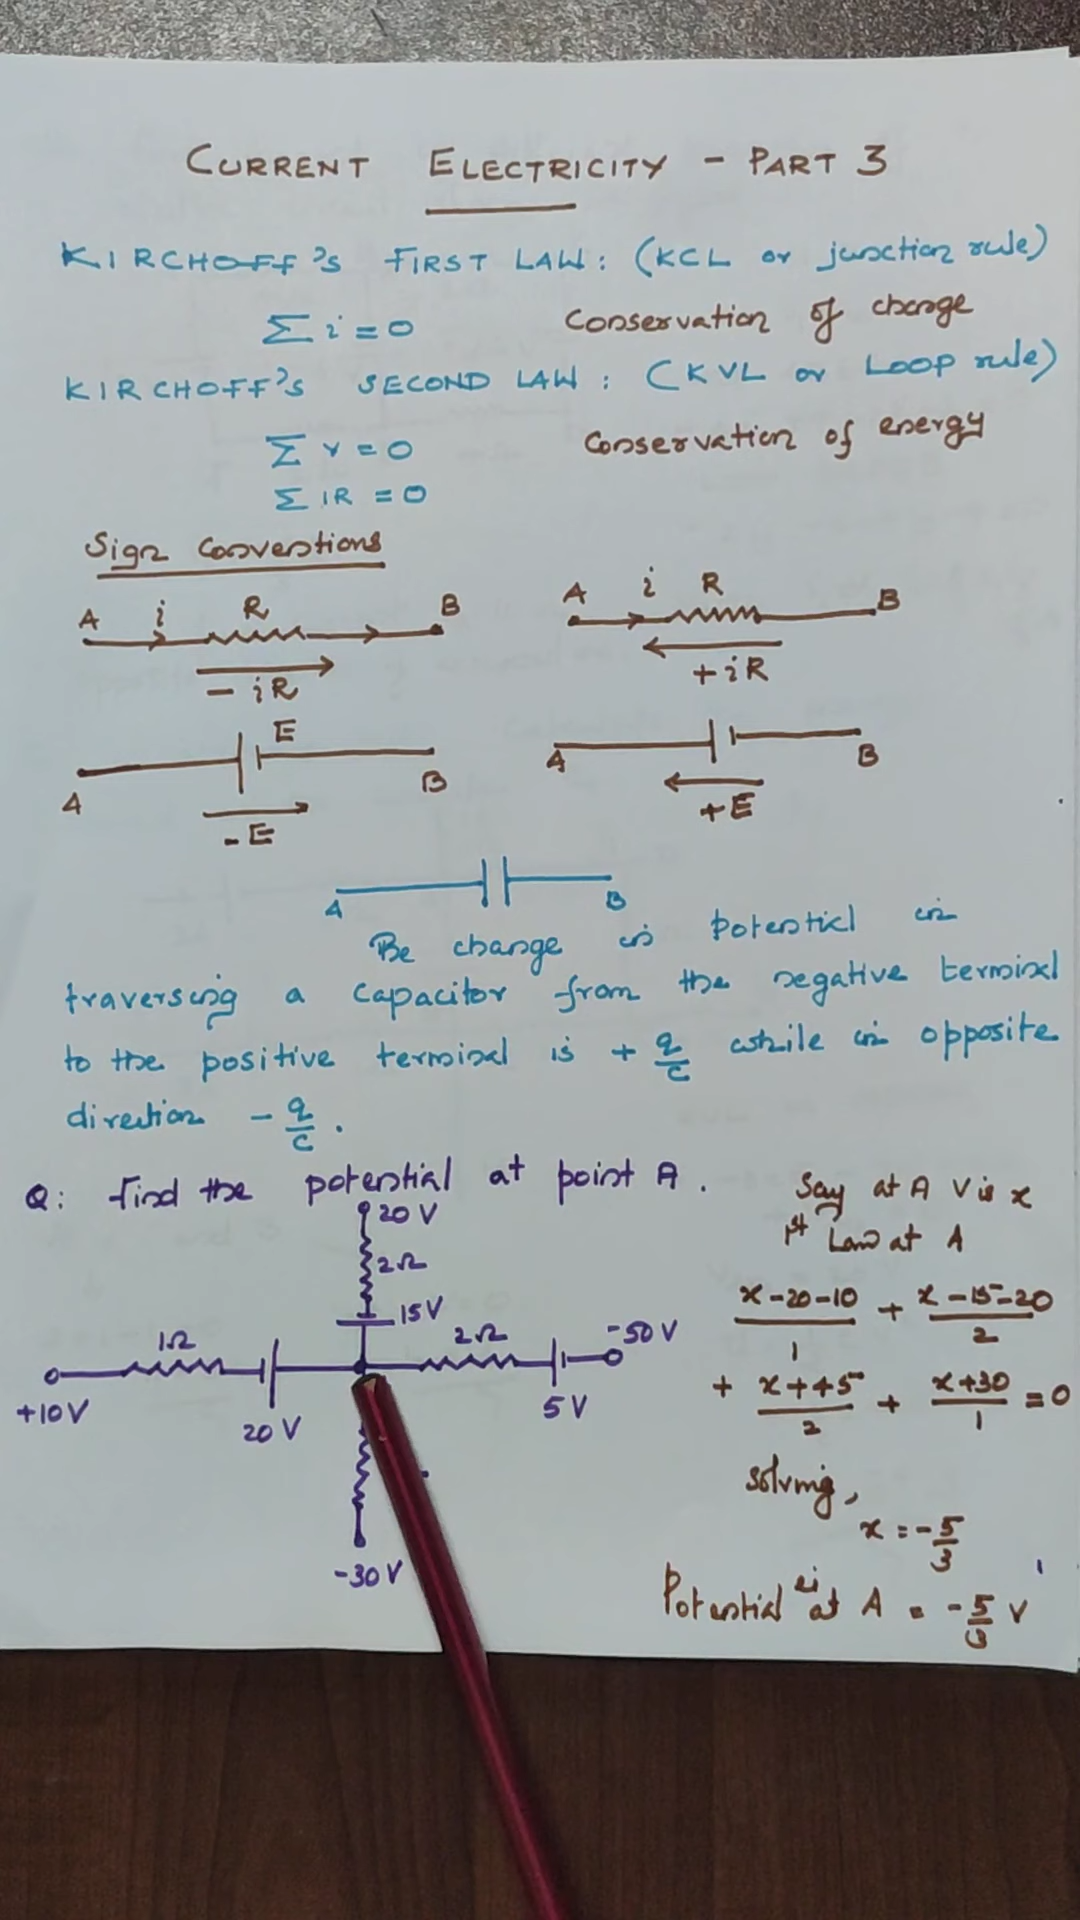 CURRENT ELECTRICITY - PART 3
KIRCHOFF'S FIRST LAW: (KCL or junction rule)
Σi = 0 Conservation of charge
KIRCHOFF'S SECOND LAW: (KVL or Loop rule)
ΣV = 0 Conservation of energy
ΣIR = 0
Sign Conventions
A i R B
- iR
A i R B
+ iR
E
A B
- E
A B
+ E
A B
The change in potential in
traversing a capacitor from the negative terminal
to the positive terminal is + q/C while in opposite
direction - q/C.
Q: Find the potential at point A.
20 V
2Ω
15 V
1Ω
2Ω
-50 V
+10 V
20 V
5 V
-30 V
Say at A V is x
1st Law at A
x-20-10/1 + x-15-20/2
+ x+45/2 + x+30/1 = 0
Solving,
x = -5/3
Potential at A = -5/3 V